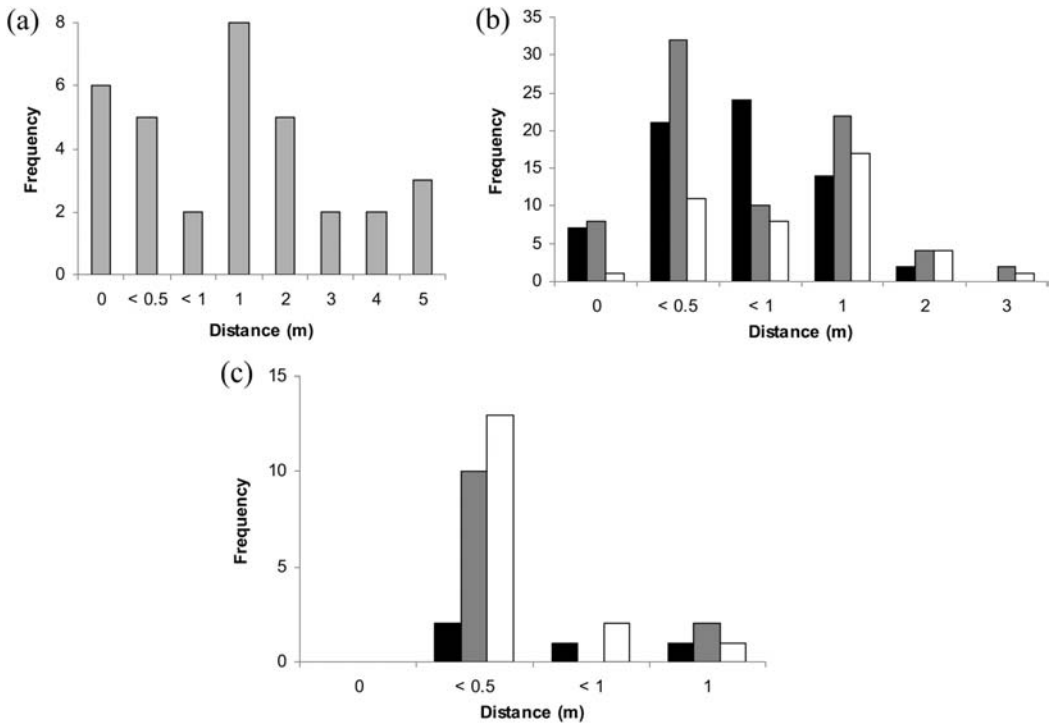 (a)
8
6
4
2
0
Frequency
0 < 0.5 < 1 1 2 3 4 5
Distance (m)
(b)
35
30
25
20
15
10
5
0
Frequency
0 < 0.5 < 1 1 2 3
Distance (m)
(c)
15
10
5
0
Frequency
0 < 0.5 < 1 1
Distance (m)